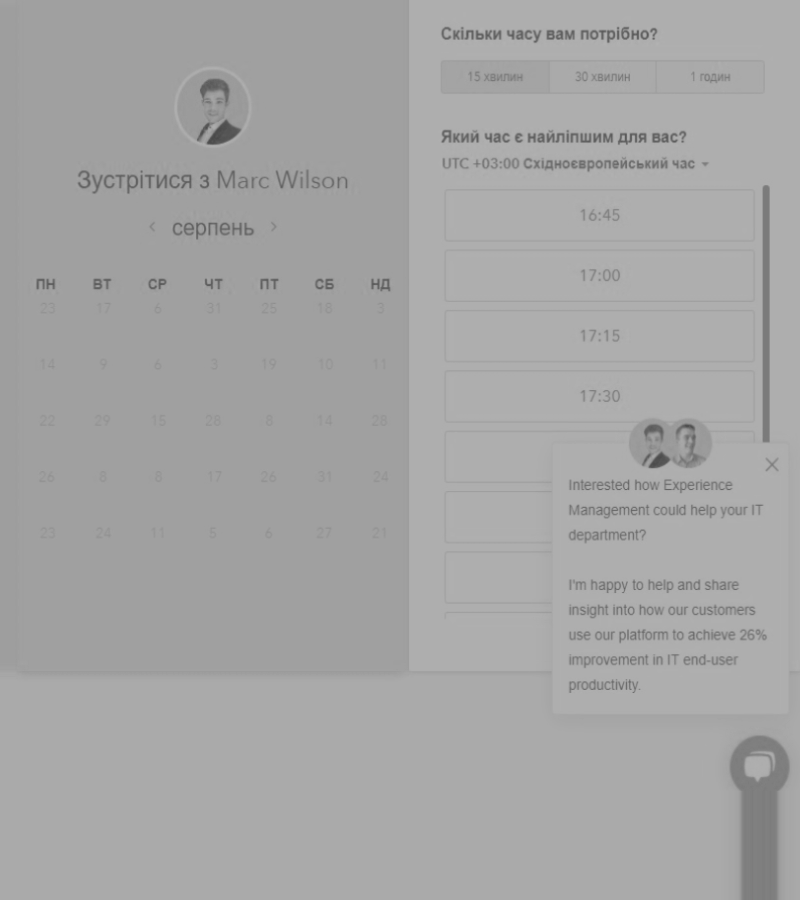 Зустрітися з Marc Wilson
серпень
ПН ВТ СР ЧТ ПТ СБ НД
23 17 6 31 25 18 3
14 9 6 3 19 10 11
22 29 15 28 8 14 28
26 8 8 17 26 31 24
23 24 11 5 6 27 21
Скільки часу вам потрібно?
15 хвилин 30 хвилин 1 годин
Який час є найліпшим для вас?
UTC +03:00 Східноєвропейський час
16:45
17:00
17:15
17:30
Interested how Experience
Management could help your IT
department?
I'm happy to help and share
insight into how our customers
use our platform to achieve 26%
improvement in IT end-user
productivity.